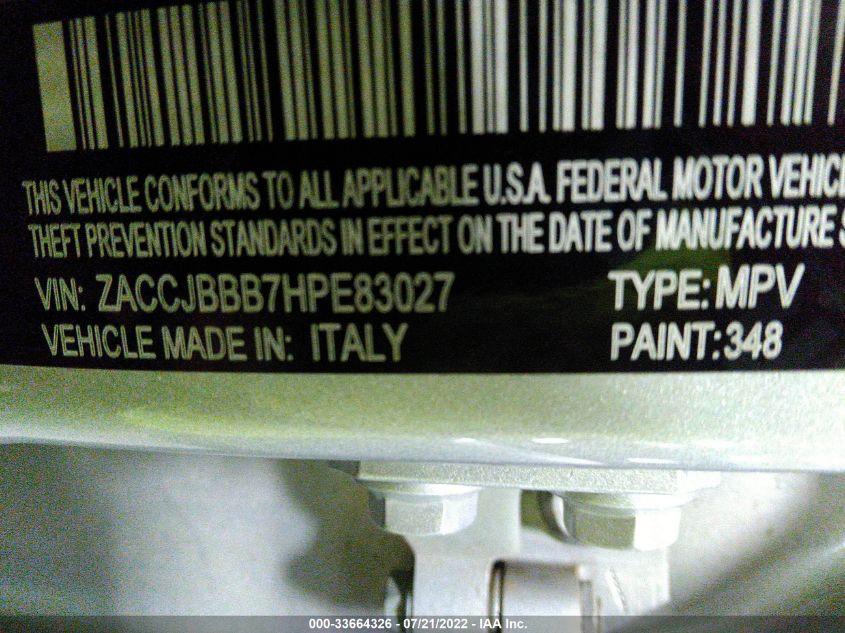 THIS VEHICLE CONFORMS TO ALL APPLICABLE U.S.A. FEDERAL MOTOR VEHICL
THEFT PREVENTION STANDARDS IN EFFECT ON THE DATE OF MANUFACTURE S
VIN: ZACCJBBB7HPE83027 TYPE: MPV
VEHICLE MADE IN: ITALY PAINT: 348
000-33664326 - 07/21/2022 - IAA Inc.